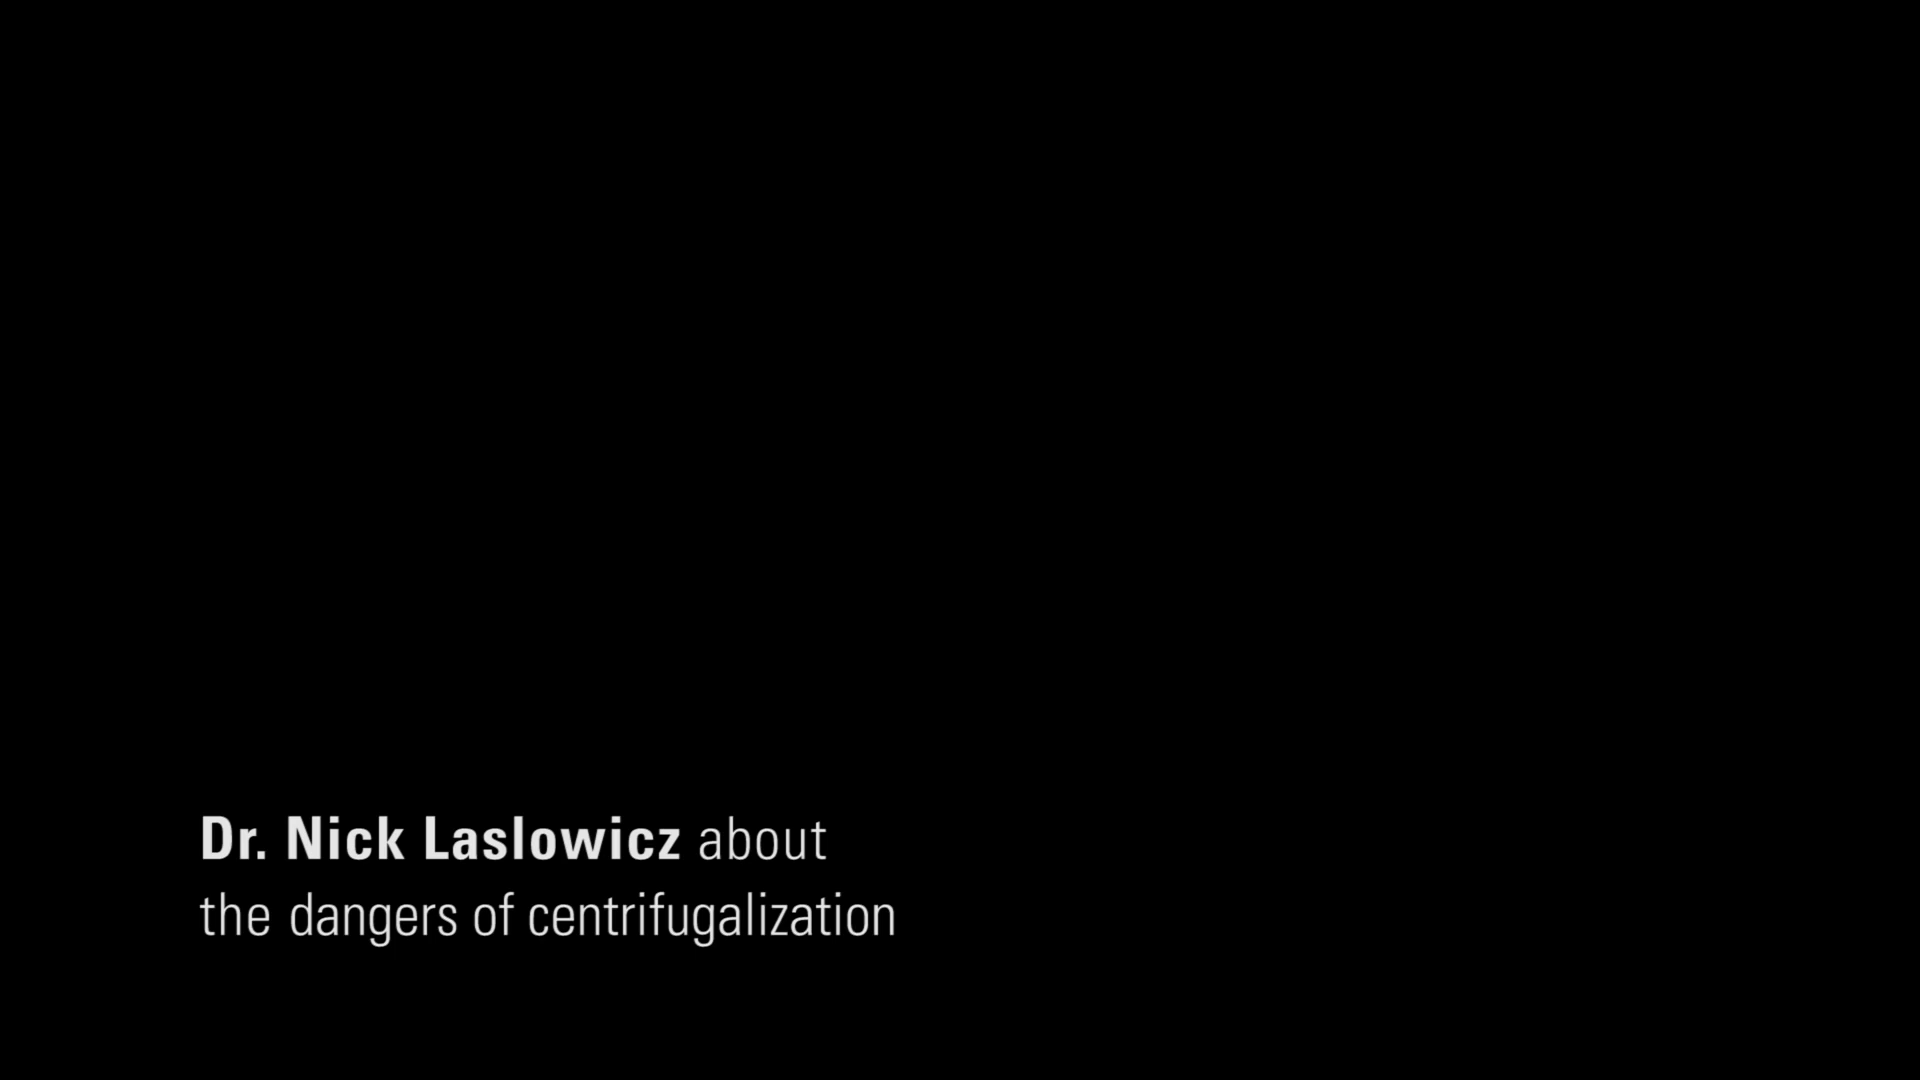 Dr. Nick Laslowicz about
the dangers of centrifugalization